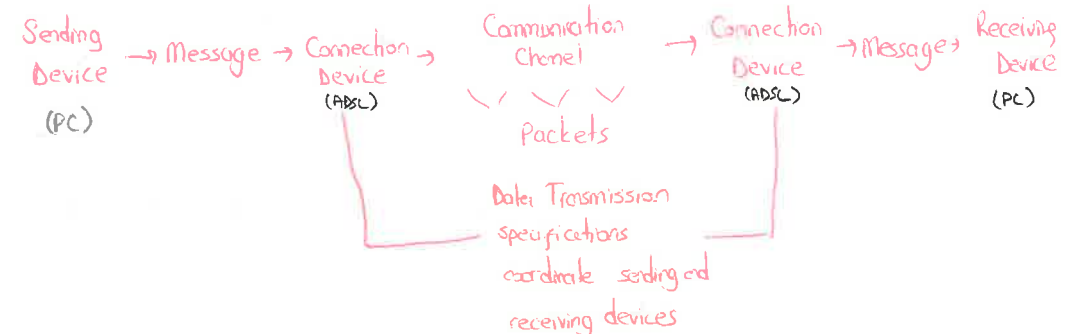 Sending
Device
(PC)
→ Message →
Connection
Device
(ADSL)
→
Communication
Chanel
Packets
→
Connection
Device
(ADSL)
→ Message →
Receiving
Device
(PC)
Data Transmission
specifications
coordinate sending and
receiving devices